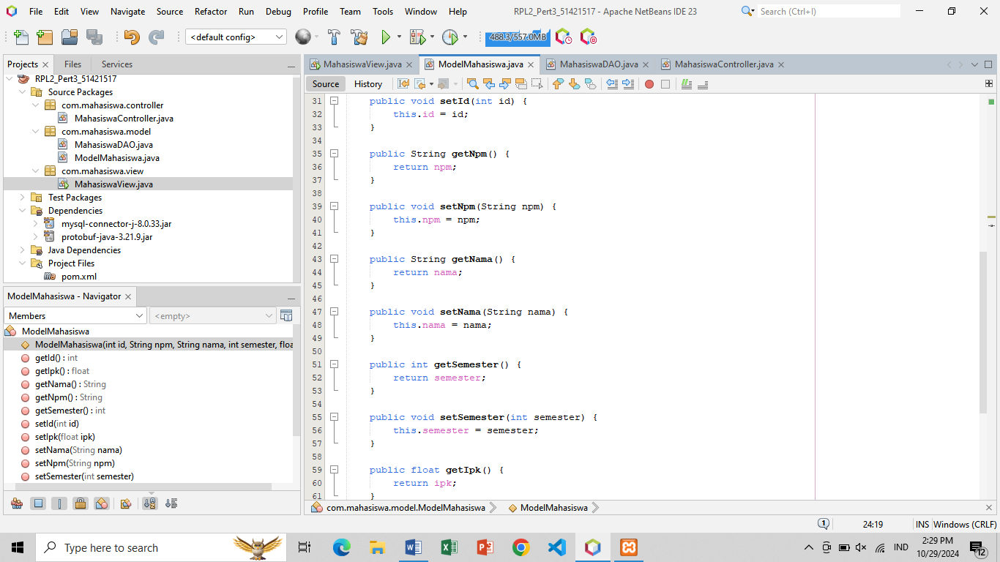 File Edit View Navigate Source Refactor Run Debug Profile Team Tools Window Help
RPL2_Pert3_51421517 - Apache NetBeans IDE 23
Search (Ctrl+I)
<default config>
488.3/557.0MB
Projects Files Services
RPL2_Pert3_51421517
Source Packages
com.mahasiswa.controller
MahasiswaController.java
com.mahasiswa.model
MahasiswaDAO.java
ModelMahasiswa.java
com.mahasiswa.view
MahasiswaView.java
Test Packages
Dependencies
mysql-connector-j-8.0.33.jar
protobuf-java-3.21.9.jar
Java Dependencies
Project Files
pom.xml
ModelMahasiswa - Navigator
Members <empty>
ModelMahasiswa
ModelMahasiswa(int id, String npm, String nama, int semester, floa
getId() : int
getIpk() : float
getNama() : String
getNpm() : String
getSemester() : int
setId(int id)
setIpk(float ipk)
setNama(String nama)
setNpm(String npm)
setSemester(int semester)
MahasiswaView.java ModelMahasiswa.java MahasiswaDAO.java MahasiswaController.java
Source History
31 public void setId(int id) {
32 this.id = id;
33 }
34
35 public String getNpm() {
36 return npm;
37 }
38
39 public void setNpm(String npm) {
40 this.npm = npm;
41 }
42
43 public String getNama() {
44 return nama;
45 }
46
47 public void setNama(String nama) {
48 this.nama = nama;
49 }
50
51 public int getSemester() {
52 return semester;
53 }
54
55 public void setSemester(int semester) {
56 this.semester = semester;
57 }
58
59 public float getIpk() {
60 return ipk;
61 }
com.mahasiswa.model.ModelMahasiswa ModelMahasiswa
1 24:19 INS Windows (CRLF)
Type here to search
IND
2:29 PM
10/29/2024
12